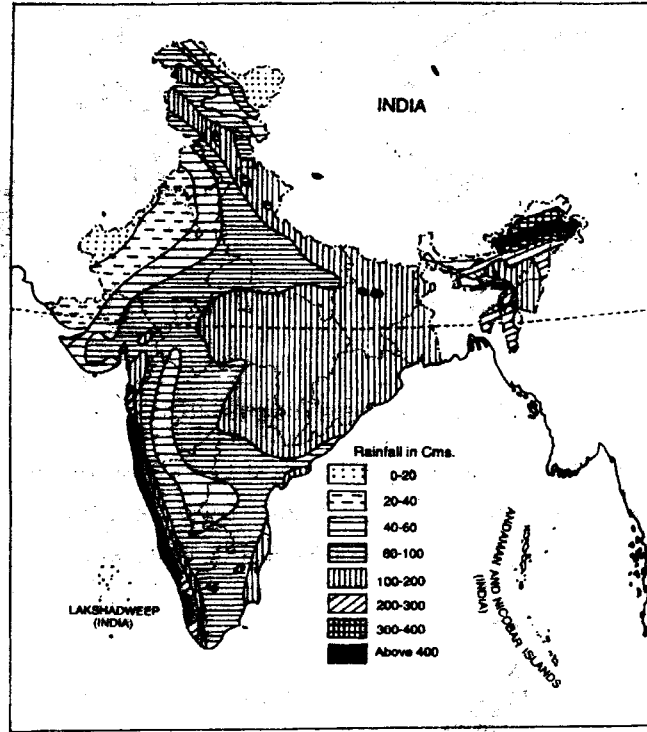 INDIA
Rainfall in Cms.
0-20
20-40
40-60
60-100
100-200
200-300
300-400
Above 400
LAKSHADWEEP
(INDIA)
ANDAMAN AND NICOBAR ISLANDS
(INDIA)